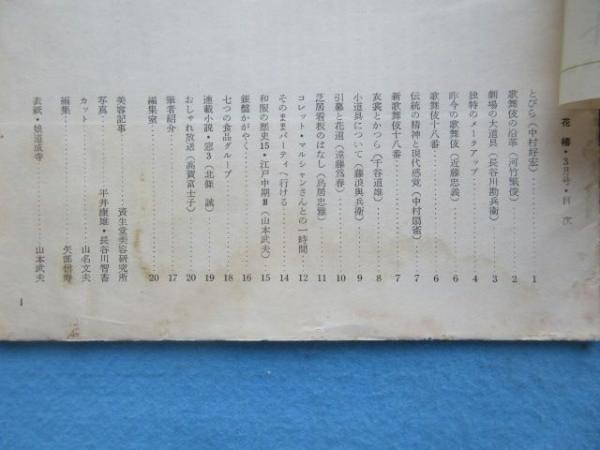 花椿・3月号・目次
とびら（中村好宏）……1
歌舞伎の沿革（河竹繁俊）……2
劇場の大道具（長谷川勘兵衛）……3
独特のメークアップ……4
昨今の歌舞伎（近藤忠義）……6
歌舞伎十八番……6
伝統の精神と現代感覚（中村扇雀）……7
新歌舞伎十八番……7
衣裳とかつら（千谷道雄）……8
小道具について（藤浪与兵衛）……9
引幕と花道（遠藤為春）……10
芝居看板のはなし（鳥居忠雅）……11
コレット・マルシャンさんとの一時間……12
そのままパーティへ行ける……14
和服の歴史15・江戸中期Ⅱ（山本武夫）……15
銀盤かがやく……16
七つの食品グループ……18
連載小説・窓3（北條誠）……19
おしゃれ放送（高賀富士子）……20
筆者紹介……17
編集室……20
美容記事……資生堂美容研究所
写真……平井康雄・長谷川智香
カット……山名文夫
編集……矢部信寿
表紙・娘道成寺……山本武夫
1